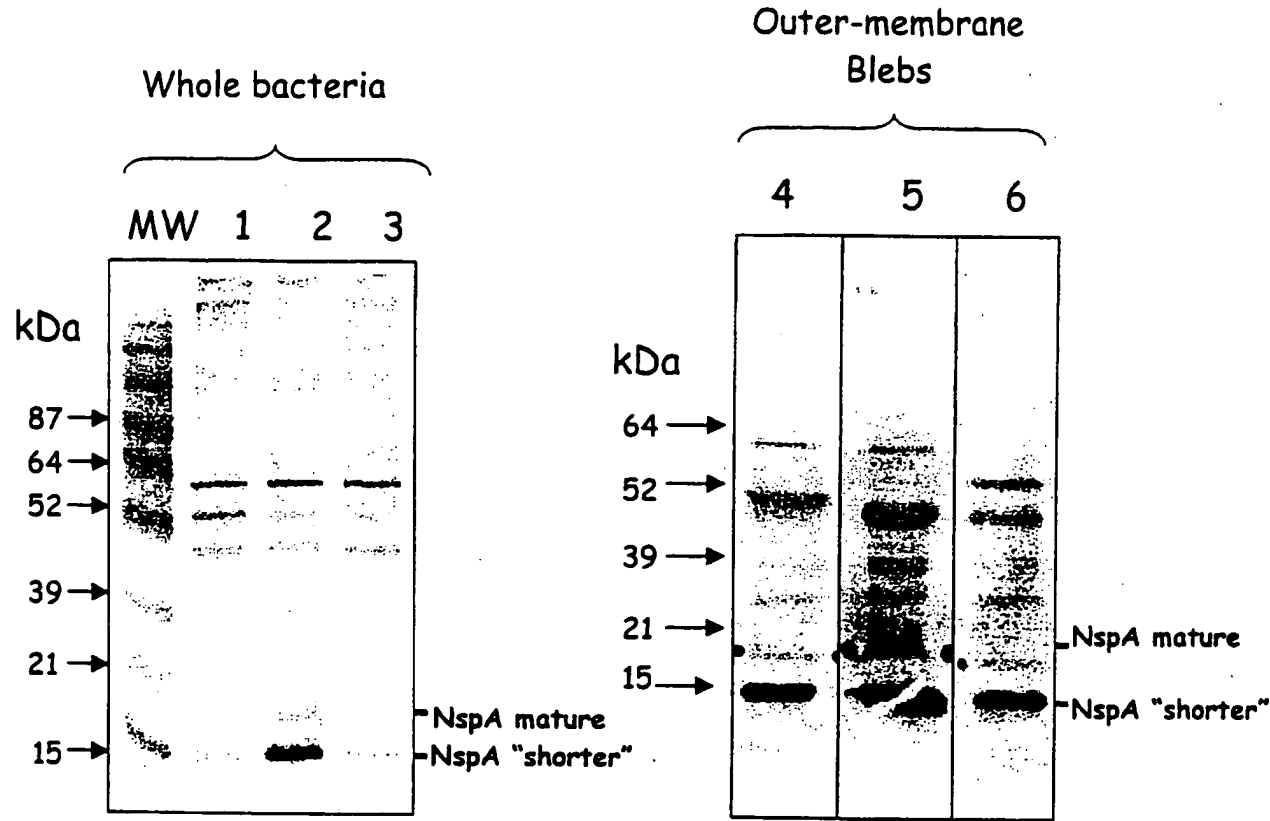 Whole bacteria
MW 1 2 3
kDa
87
64
52
39
21
15
NspA mature
NspA “shorter”
Outer-membrane
Blebs
4 5 6
kDa
64
52
39
21
15
NspA mature
NspA “shorter”